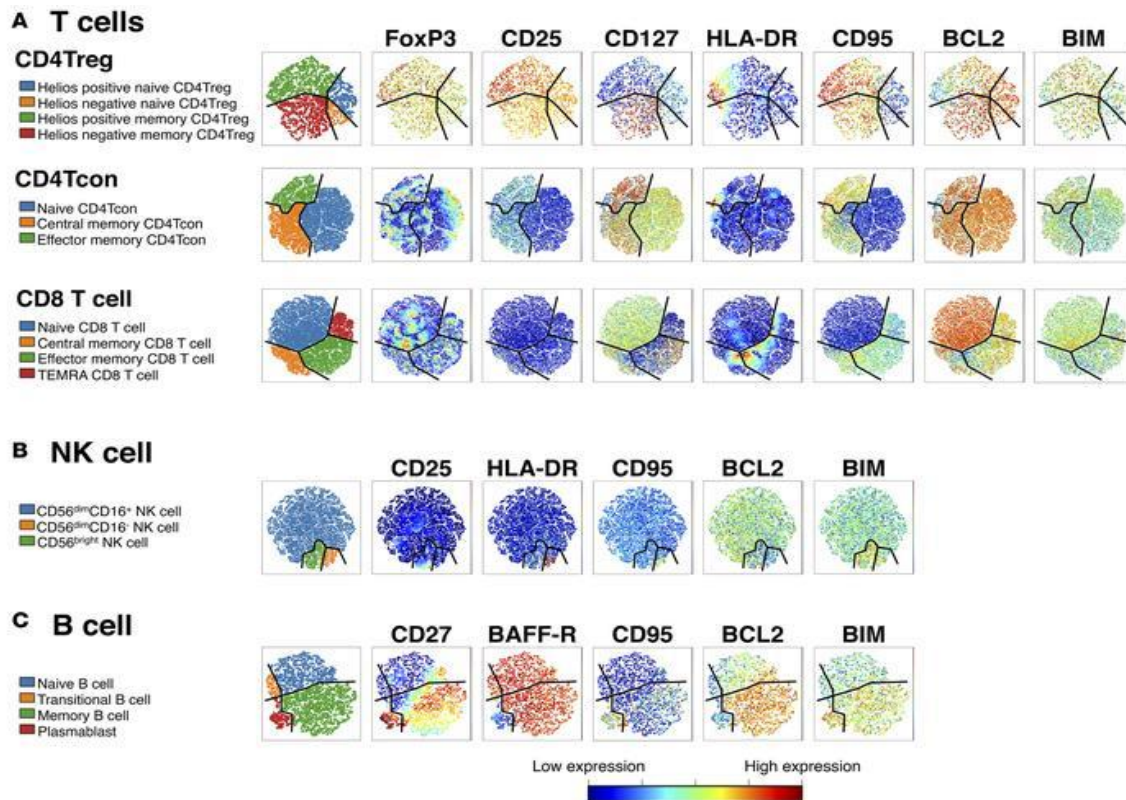 A T cells
FoxP3 CD25 CD127 HLA-DR CD95 BCL2 BIM
CD4Treg
Helios positive naive CD4Treg
Helios negative naive CD4Treg
Helios positive memory CD4Treg
Helios negative memory CD4Treg
CD4Tcon
Naive CD4Tcon
Central memory CD4Tcon
Effector memory CD4Tcon
CD8 T cell
Naive CD8 T cell
Central memory CD8 T cell
Effector memory CD8 T cell
TEMRA CD8 T cell
B NK cell
CD25 HLA-DR CD95 BCL2 BIM
CD56dimCD16+ NK cell
CD56dimCD16- NK cell
CD56bright NK cell
C B cell
CD27 BAFF-R CD95 BCL2 BIM
Naive B cell
Transitional B cell
Memory B cell
Plasmablast
Low expression High expression